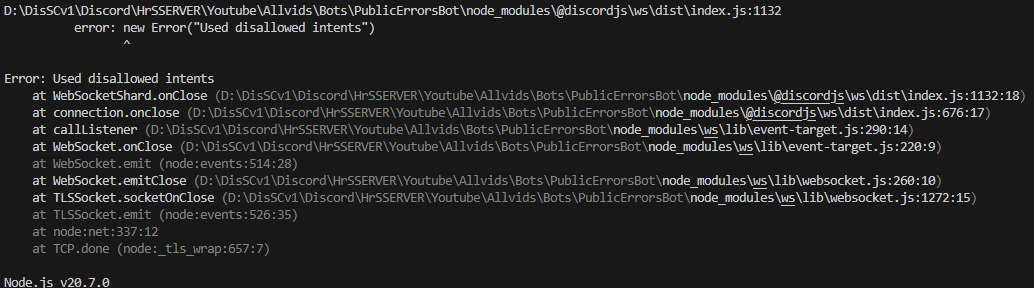 D:\DisSCv1\Discord\HrSSERVER\Youtube\Allvids\Bots\PublicErrorsBot\node_modules\@discordjs\ws\dist\index.js:1132
error: new Error("Used disallowed intents")
^
Error: Used disallowed intents
at WebSocketShard.onClose (D:\DisSCv1\Discord\HrSSERVER\Youtube\Allvids\Bots\PublicErrorsBot\node_modules\@discordjs\ws\dist\index.js:1132:18)
at connection.onclose (D:\DisSCv1\Discord\HrSSERVER\Youtube\Allvids\Bots\PublicErrorsBot\node_modules\@discordjs\ws\dist\index.js:676:17)
at callListener (D:\DisSCv1\Discord\HrSSERVER\Youtube\Allvids\Bots\PublicErrorsBot\node_modules\ws\lib\event-target.js:290:14)
at WebSocket.onClose (D:\DisSCv1\Discord\HrSSERVER\Youtube\Allvids\Bots\PublicErrorsBot\node_modules\ws\lib\event-target.js:220:9)
at WebSocket.emit (node:events:514:28)
at WebSocket.emitClose (D:\DisSCv1\Discord\HrSSERVER\Youtube\Allvids\Bots\PublicErrorsBot\node_modules\ws\lib\websocket.js:260:10)
at TLSSocket.socketOnClose (D:\DisSCv1\Discord\HrSSERVER\Youtube\Allvids\Bots\PublicErrorsBot\node_modules\ws\lib\websocket.js:1272:15)
at TLSSocket.emit (node:events:526:35)
at node:net:337:12
at TCP.done (node:_tls_wrap:657:7)
Node.js v20.7.0